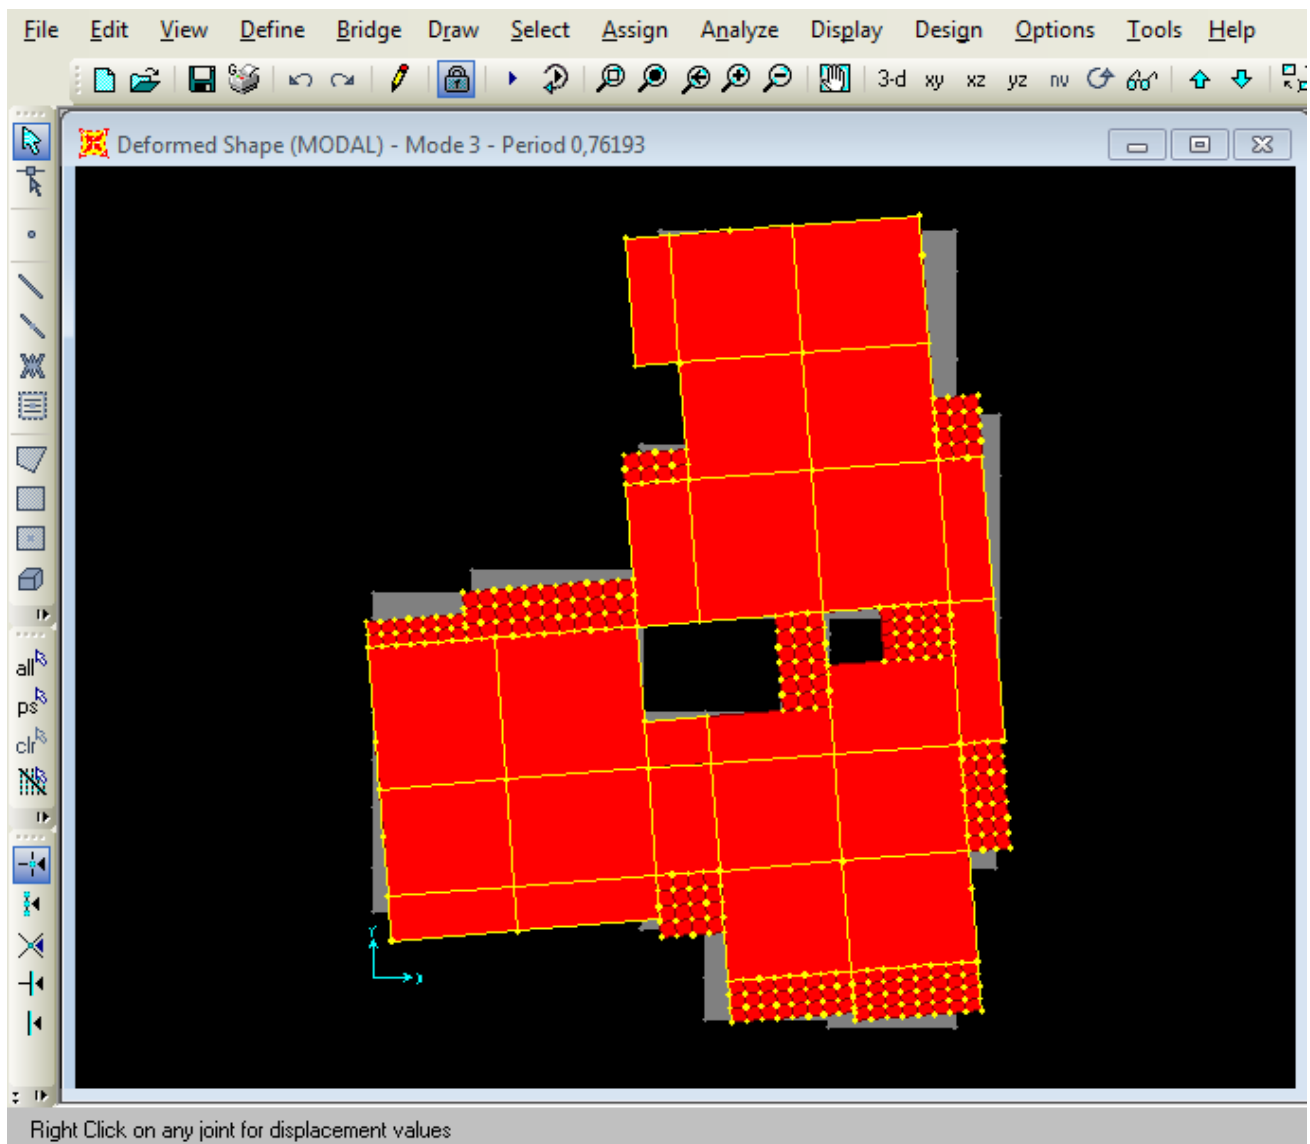 File Edit View Define Bridge Draw Select Assign Analyze Display Design Options Tools Help
3-d xy xz yz nv
Deformed Shape (MODAL) - Mode 3 - Period 0,76193
all
ps
clr
Y
X
Right Click on any joint for displacement values